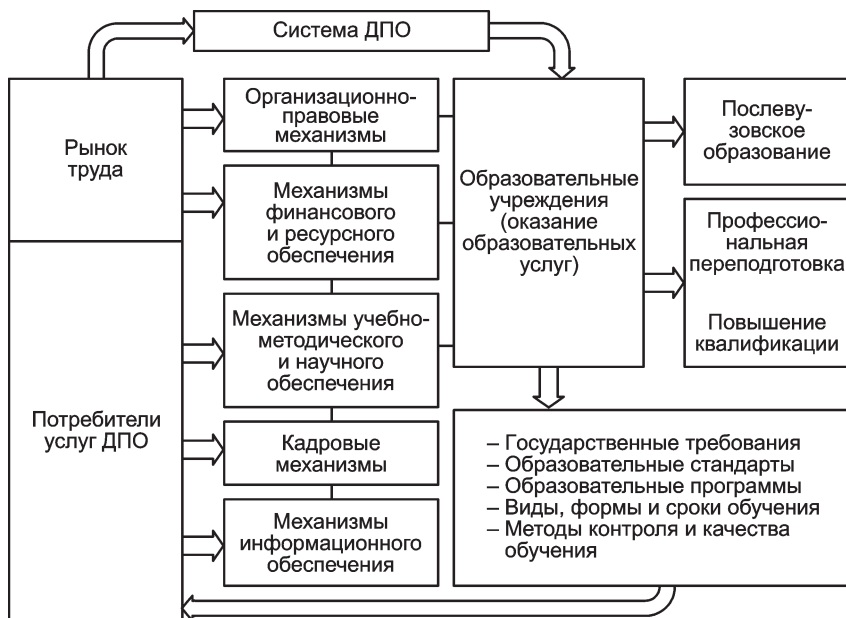 Система ДПО
Рынок
труда
Потребители
услуг ДПО
Организационно-
правовые
механизмы
Механизмы
финансового
и ресурсного
обеспечения
Механизмы учебно-
методического
и научного
обеспечения
Кадровые
механизмы
Механизмы
информационного
обеспечения
Образовательные
учреждения
(оказание
образовательных
услуг)
Послеву-
зовское
образование
Профессио-
нальная
переподготовка
Повышение
квалификации
– Государственные требования
– Образовательные стандарты
– Образовательные программы
– Виды, формы и сроки обучения
– Методы контроля и качества
обучения